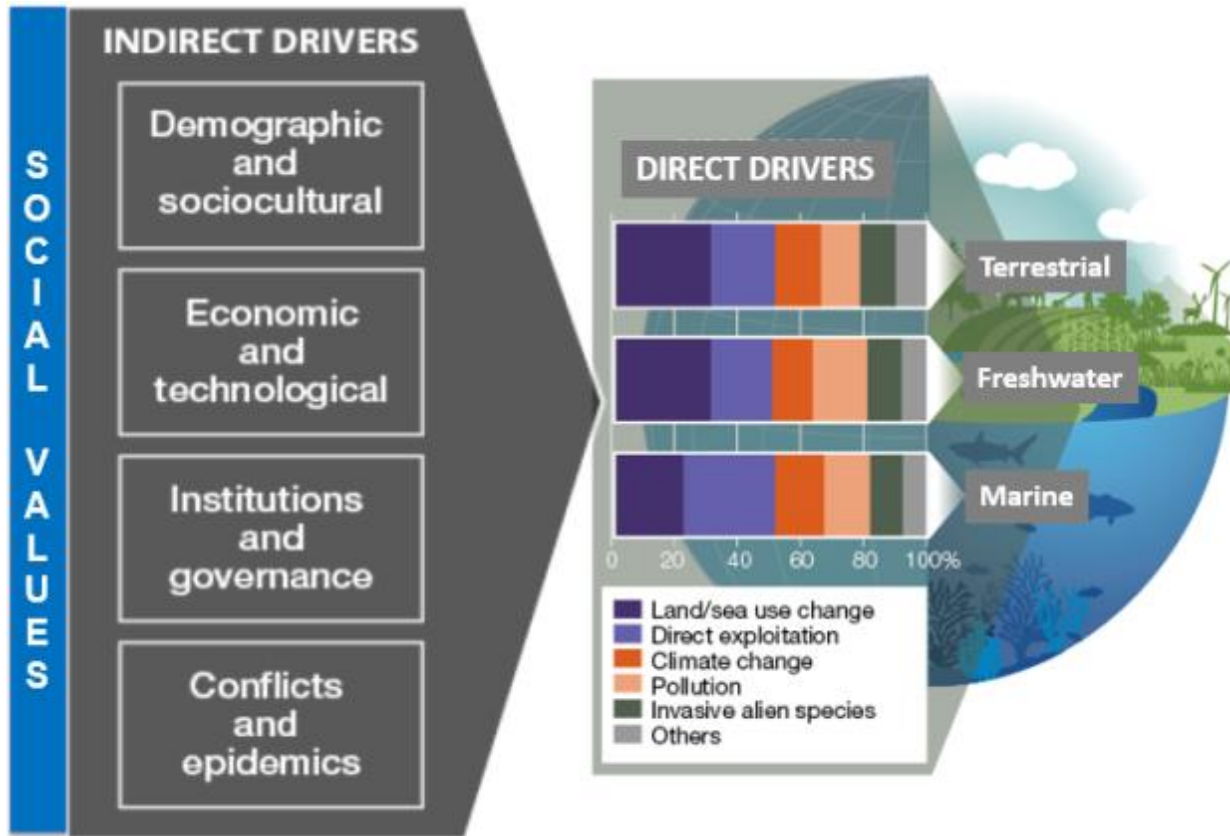 SOCIAL VALUES
INDIRECT DRIVERS
Demographic
and
sociocultural
Economic
and
technological
Institutions
and
governance
Conflicts
and
epidemics
DIRECT DRIVERS
Terrestrial
Freshwater
Marine
0 20 40 60 80 100%
Land/sea use change
Direct exploitation
Climate change
Pollution
Invasive alien species
Others